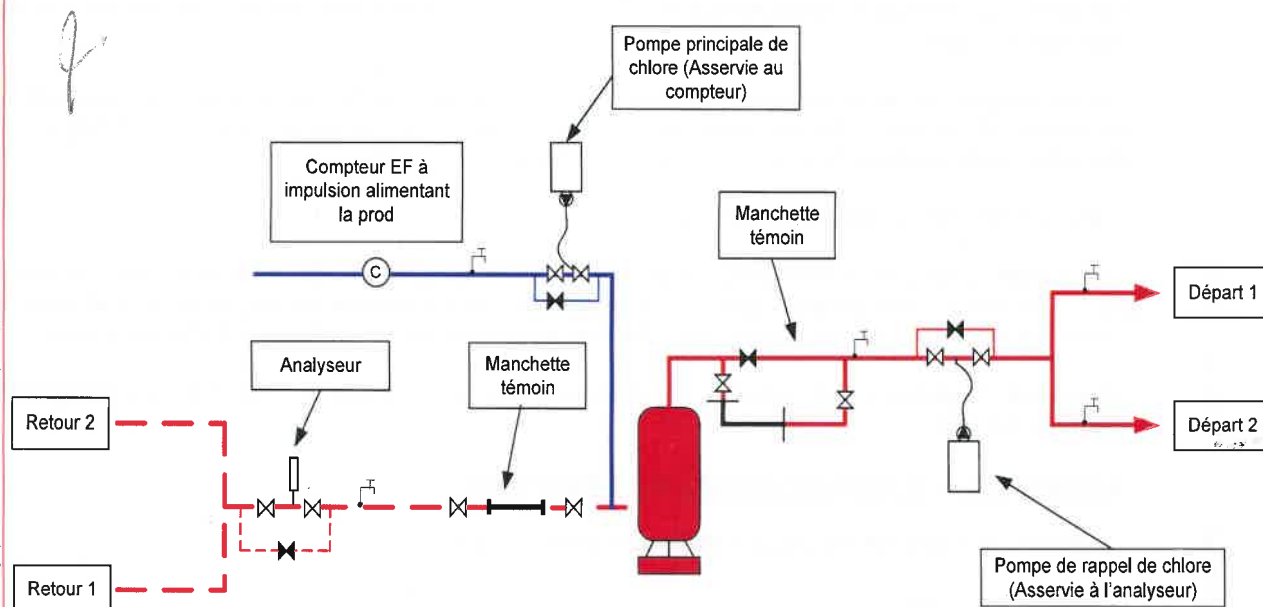 Pompe principale de
chlore (Asservie au
compteur)
Compteur EF à
impulsion alimentant
la prod
C
Manchette
témoin
Départ 1
Analyseur
Manchette
témoin
Retour 2
Départ 2
Pompe de rappel de chlore
(Asservie à l'analyseur)
Retour 1